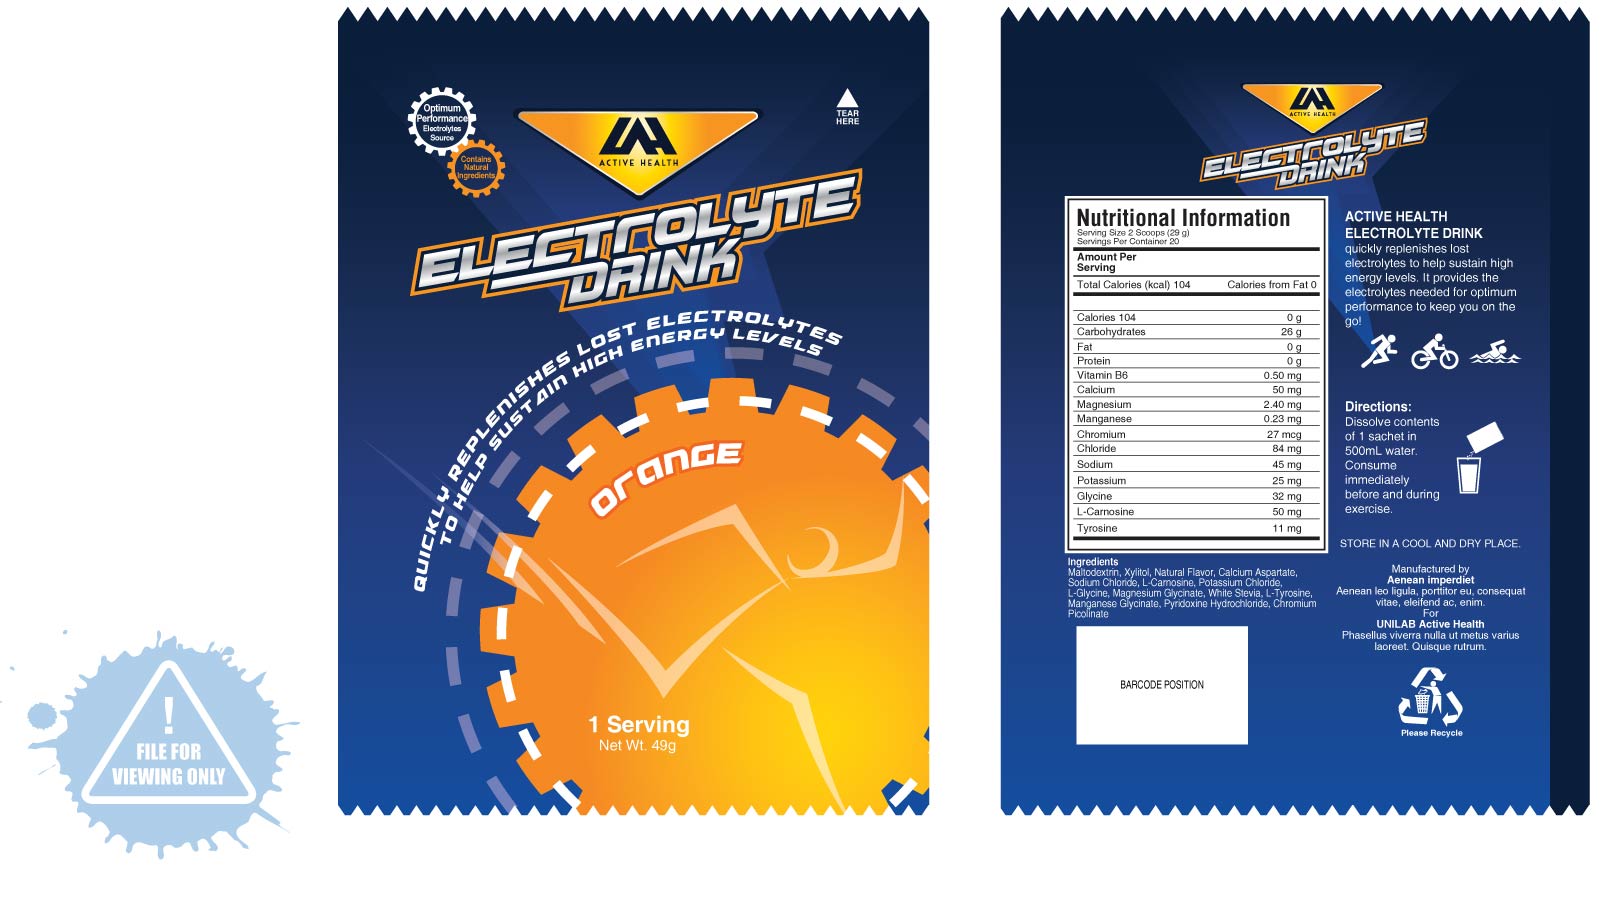 Optimum
Performance
Electrolytes
Source
Contains
Natural
Ingredients
ACTIVE HEALTH
TEAR
HERE
ELECTROLYTE
DRINK
QUICKLY REPLENISHES LOST ELECTROLYTES
TO HELP SUSTAIN HIGH ENERGY LEVELS
orange
1 Serving
Net Wt. 49g
!
FILE FOR
VIEWING ONLY
ACTIVE HEALTH
ELECTROLYTE
DRINK
Nutritional Information
Serving Size 2 Scoops (29 g)
Servings Per Container 20
Amount Per
Serving
Total Calories (kcal) 104 Calories from Fat 0
Calories 104 0 g
Carbohydrates 26 g
Fat 0 g
Protein 0 g
Vitamin B6 0.50 mg
Calcium 50 mg
Magnesium 2.40 mg
Manganese 0.23 mg
Chromium 27 mcg
Chloride 84 mg
Sodium 45 mg
Potassium 25 mg
Glycine 32 mg
L-Carnosine 50 mg
Tyrosine 11 mg
Ingredients
Maltodextrin, Xylitol, Natural Flavor, Calcium Aspartate,
Sodium Chloride, L-Carnosine, Potassium Chloride,
L-Glycine, Magnesium Glycinate, White Stevia, L-Tyrosine,
Manganese Glycinate, Pyridoxine Hydrochloride, Chromium
Picolinate
BARCODE POSITION
ACTIVE HEALTH
ELECTROLYTE DRINK
quickly replenishes lost
electrolytes to help sustain high
energy levels. It provides the
electrolytes needed for optimum
performance to keep you on the
go!
Directions:
Dissolve contents
of 1 sachet in
500mL water.
Consume
immediately
before and during
exercise.
STORE IN A COOL AND DRY PLACE.
Manufactured by
Aenean imperdiet
Aenean leo ligula, porttitor eu, consequat
vitae, eleifend ac, enim.
For
UNILAB Active Health
Phasellus viverra nulla ut metus varius
laoreet. Quisque rutrum.
Please Recycle